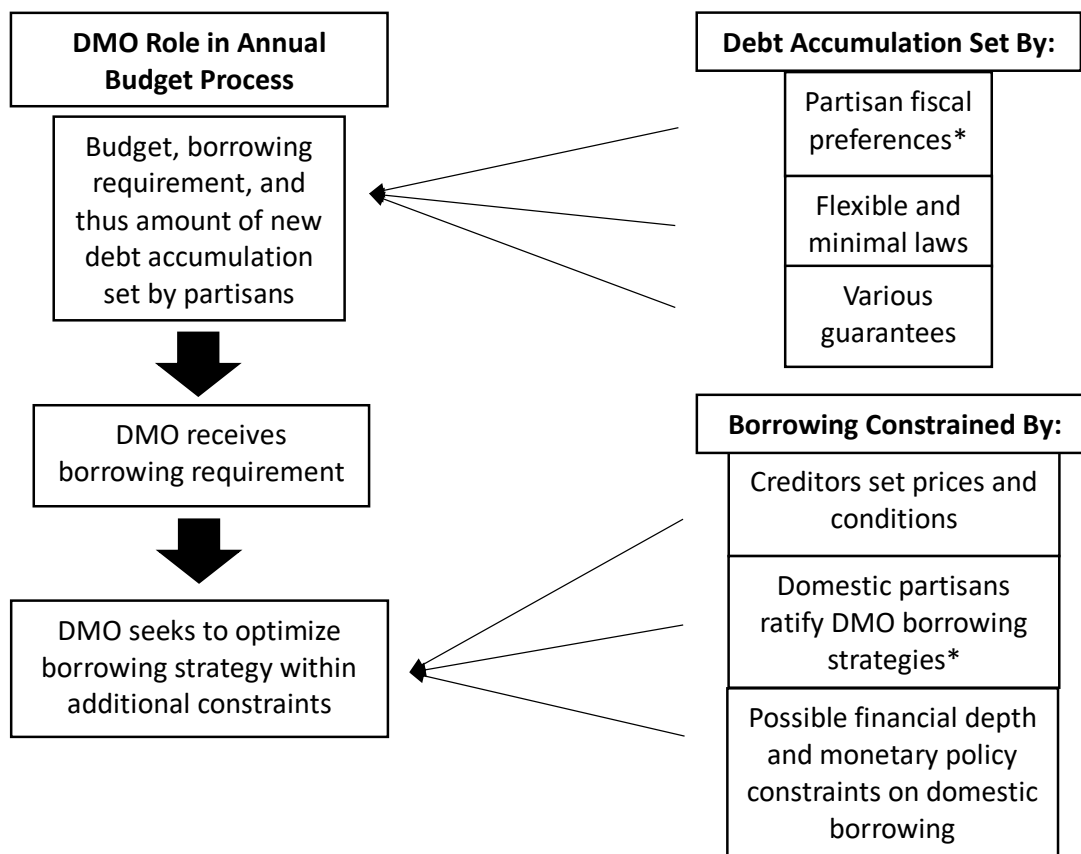 DMO Role in Annual
Budget Process
Budget, borrowing
requirement, and
thus amount of new
debt accumulation
set by partisans
DMO receives
borrowing requirement
DMO seeks to optimize
borrowing strategy within
additional constraints
Debt Accumulation Set By:
Partisan fiscal
preferences*
Flexible and
minimal laws
Various
guarantees
Borrowing Constrained By:
Creditors set prices and
conditions
Domestic partisans
ratify DMO borrowing
strategies*
Possible financial depth
and monetary policy
constraints on domestic
borrowing